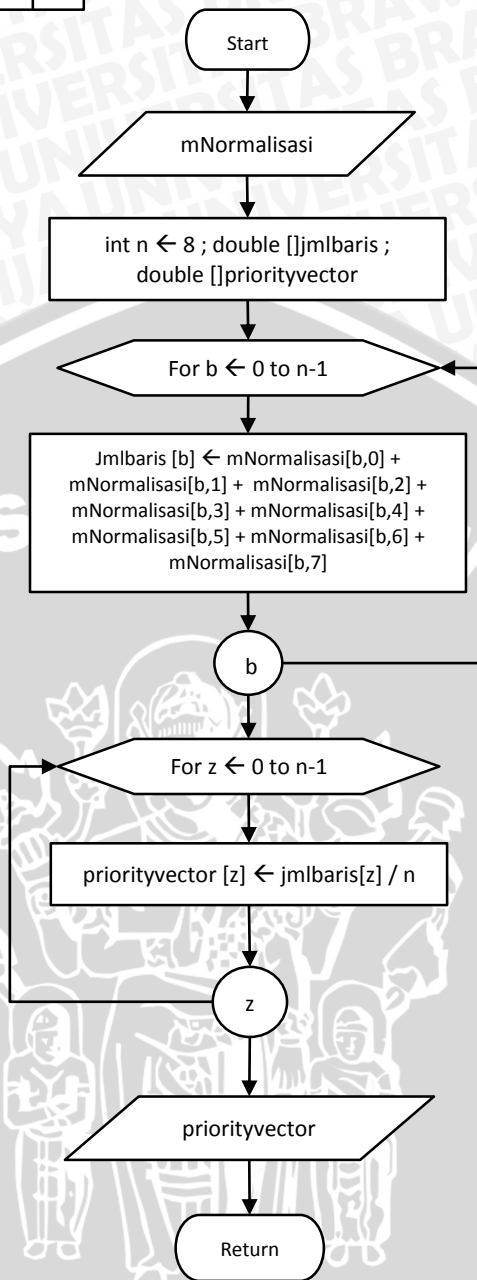 Start
mNormalisasi
int n ← 8 ; double []jmlbaris ;
double []priorityvector
For b ← 0 to n-1
Jmlbaris [b] ← mNormalisasi[b,0] +
mNormalisasi[b,1] + mNormalisasi[b,2] +
mNormalisasi[b,3] + mNormalisasi[b,4] +
mNormalisasi[b,5] + mNormalisasi[b,6] +
mNormalisasi[b,7]
b
For z ← 0 to n-1
priorityvector [z] ← jmlbaris[z] / n
z
priorityvector
Return